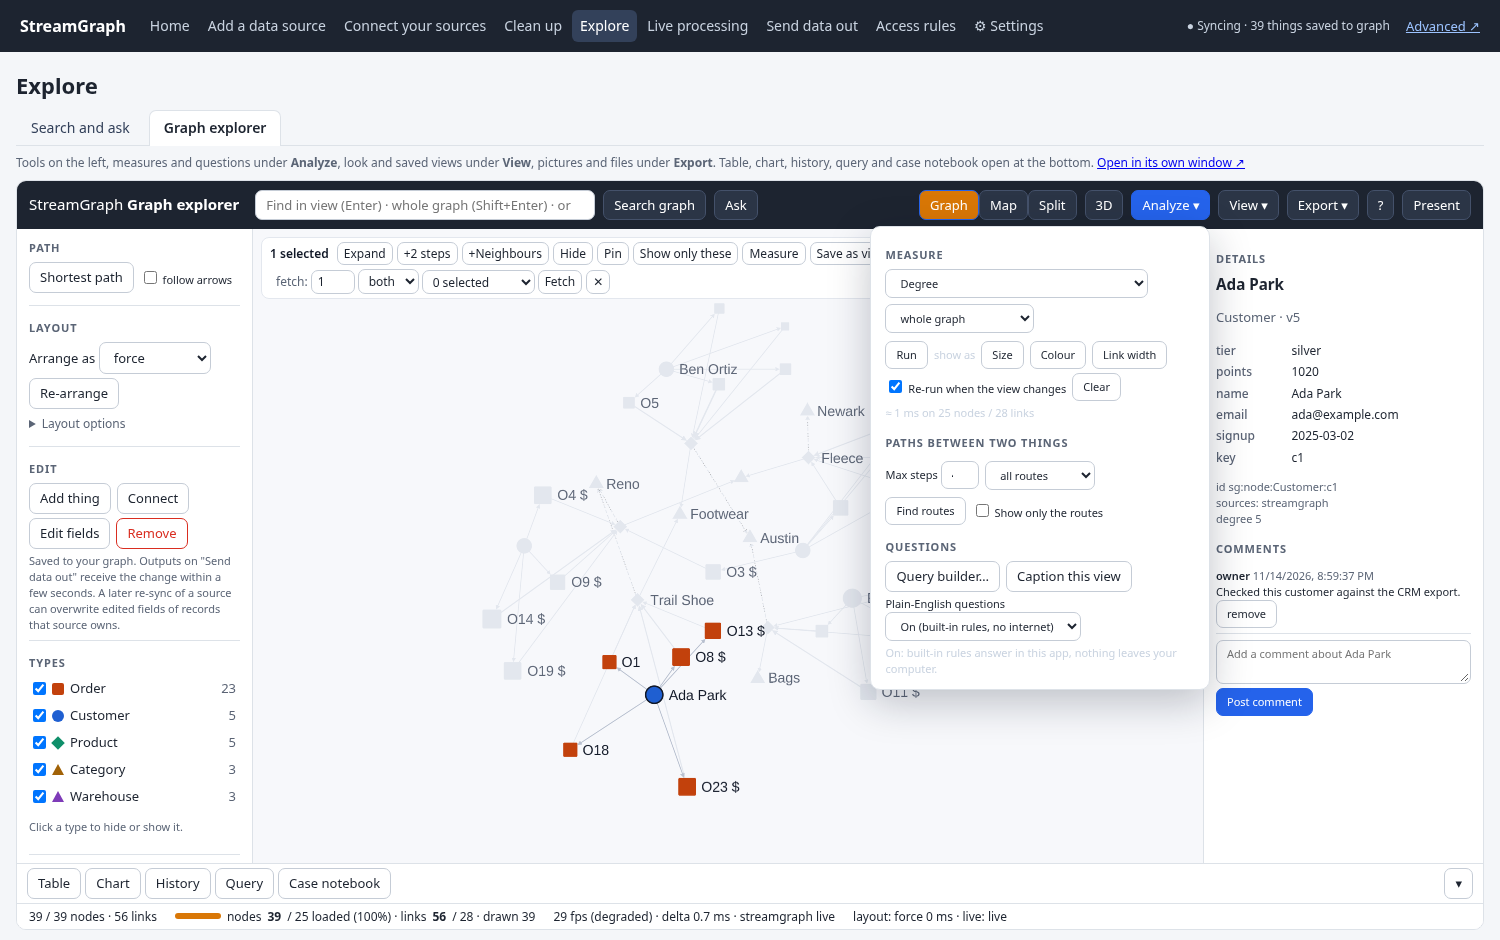 StreamGraph Home Add a data source Connect your sources Clean up Explore Live processing Send data out Access rules ⚙ Settings ● Syncing · 39 things saved to graph Advanced ↗
Explore
Search and ask Graph explorer
Tools on the left, measures and questions under Analyze, look and saved views under View, pictures and files under Export. Table, chart, history, query and case notebook open at the bottom. Open in its own window ↗
StreamGraph Graph explorer Find in view (Enter) · whole graph (Shift+Enter) · or Search graph Ask Graph Map Split 3D Analyze ▾ View ▾ Export ▾ ? Present
PATH
Shortest path follow arrows
LAYOUT
Arrange as force
Re-arrange
▶ Layout options
EDIT
Add thing Connect
Edit fields Remove
Saved to your graph. Outputs on "Send
data out" receive the change within a
few seconds. A later re-sync of a source
can overwrite edited fields of records
that source owns.
TYPES
Order 23
Customer 5
Product 5
Category 3
Warehouse 3
Click a type to hide or show it.
1 selected Expand +2 steps +Neighbours Hide Pin Show only these Measure Save as vi
fetch: 1 both 0 selected Fetch ✕
Ben Ortiz
O5
Newark
Fleece
Reno
O4 $
Footwear
Austin
O3 $
O9 $
Trail Shoe
O14 $
O13 $
O1
O8 $
O19 $
Bags
Ada Park
O11 $
O18
O23 $
MEASURE
Degree
whole graph
Run show as Size Colour Link width
Re-run when the view changes Clear
≈ 1 ms on 25 nodes / 28 links
PATHS BETWEEN TWO THINGS
Max steps all routes
Find routes Show only the routes
QUESTIONS
Query builder... Caption this view
Plain-English questions
On (built-in rules, no internet)
On: built-in rules answer in this app, nothing leaves your
computer.
DETAILS
Ada Park
Customer · v5
tier silver
points 1020
name Ada Park
email ada@example.com
signup 2025-03-02
key c1
id sg:node:Customer:c1
sources: streamgraph
degree 5
COMMENTS
owner 11/14/2026, 8:59:37 PM
Checked this customer against the CRM export.
remove
Add a comment about Ada Park
Post comment
Table Chart History Query Case notebook ▾
39 / 39 nodes · 56 links nodes 39 / 25 loaded (100%) · links 56 / 28 · drawn 39 29 fps (degraded) · delta 0.7 ms · streamgraph live layout: force 0 ms · live: live